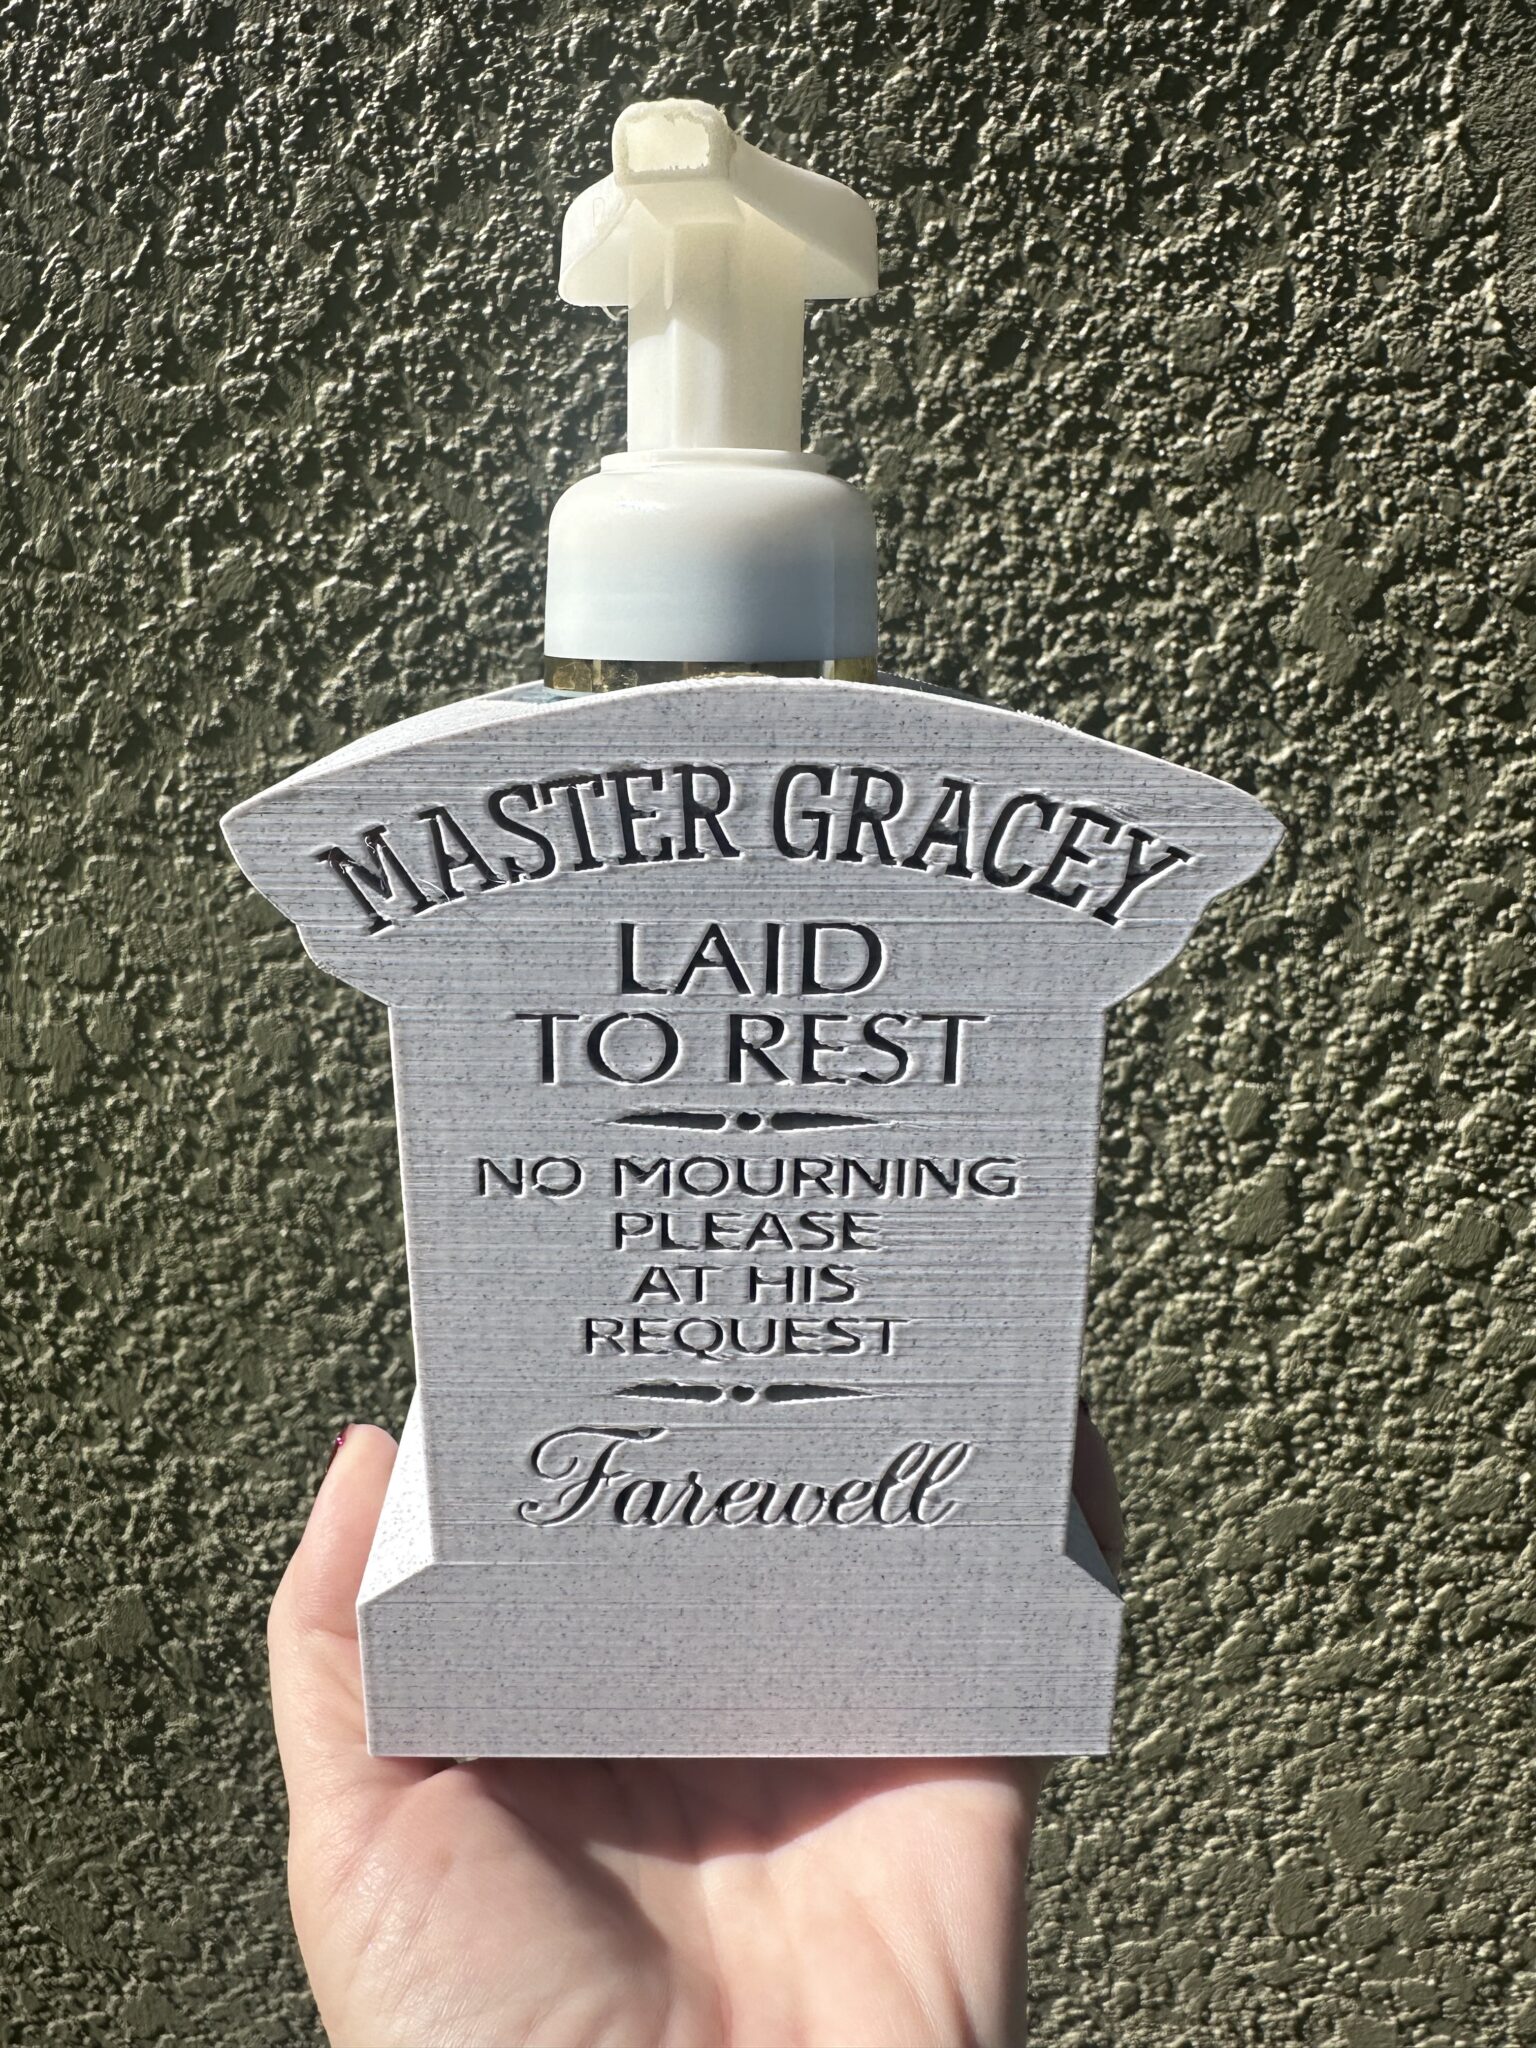 MASTER GRACEY
LAID
TO REST
NO MOURNING
PLEASE
AT HIS
REQUEST
Farewell